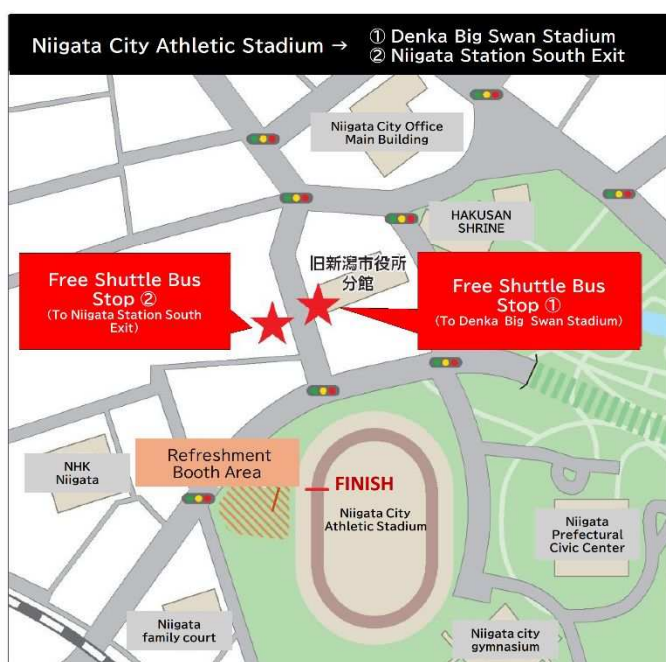 Niigata City Athletic Stadium → ① Denka Big Swan Stadium
② Niigata Station South Exit
Niigata City Office
Main Building
HAKUSAN
SHRINE
旧新潟市役所
分館
Free Shuttle Bus
Stop ②
(To Niigata Station South
Exit)
Free Shuttle Bus
Stop ①
(To Denka Big Swan Stadium)
Refreshment
Booth Area
NHK
Niigata
FINISH
Niigata City
Athletic Stadium
Niigata
Prefectural
Civic Center
Niigata
family court
Niigata city
gymnasium